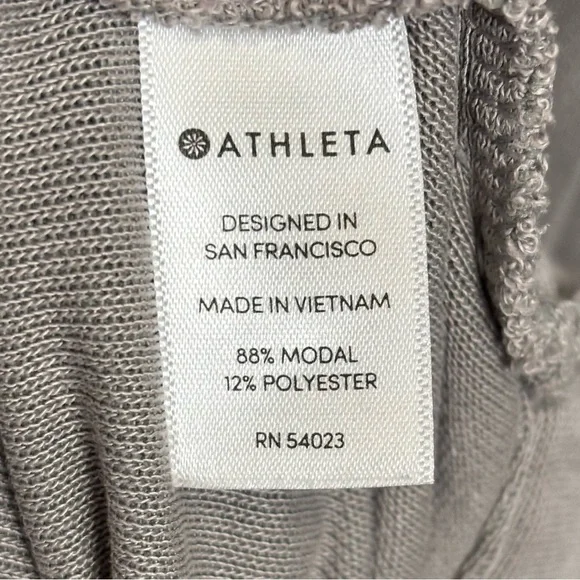 ATHLETA
DESIGNED IN
SAN FRANCISCO
MADE IN VIETNAM
88% MODAL
12% POLYESTER
RN 54023